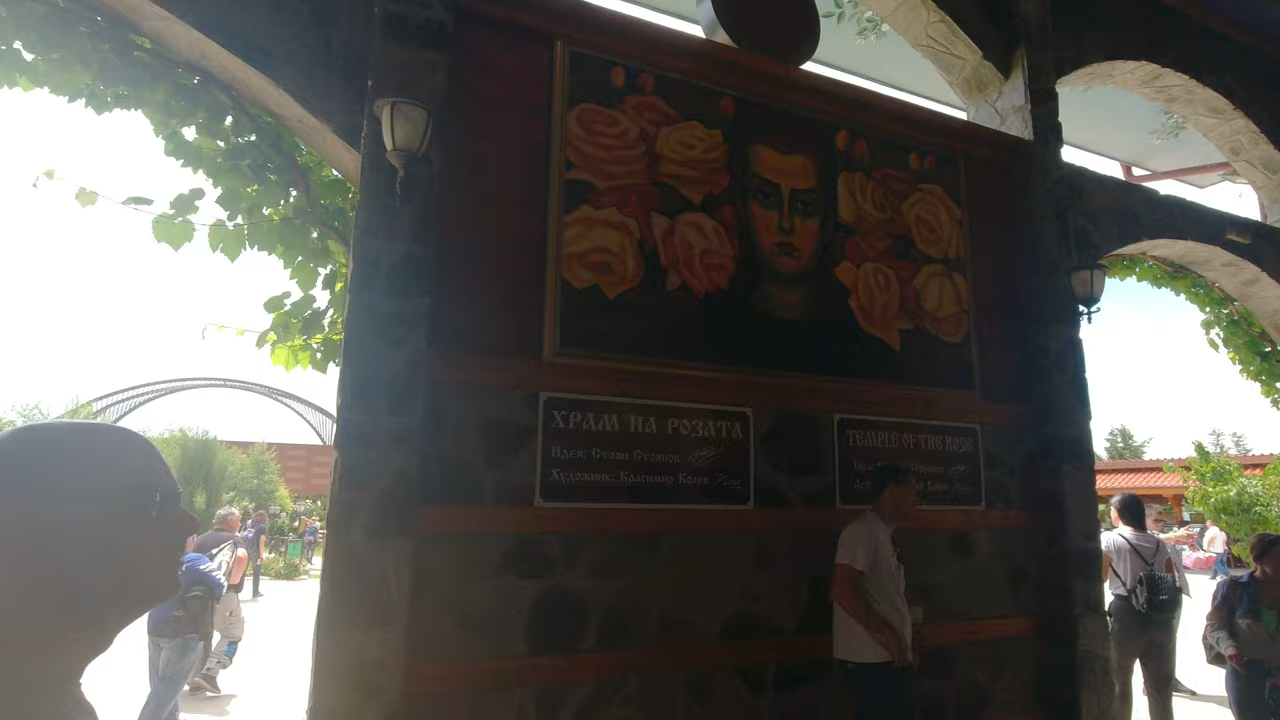 ХРАМ НА РОЗАТА
Идея: Стоян Стоянов
Художник: Красимир Колев
TEMPLE OF THE ROSE